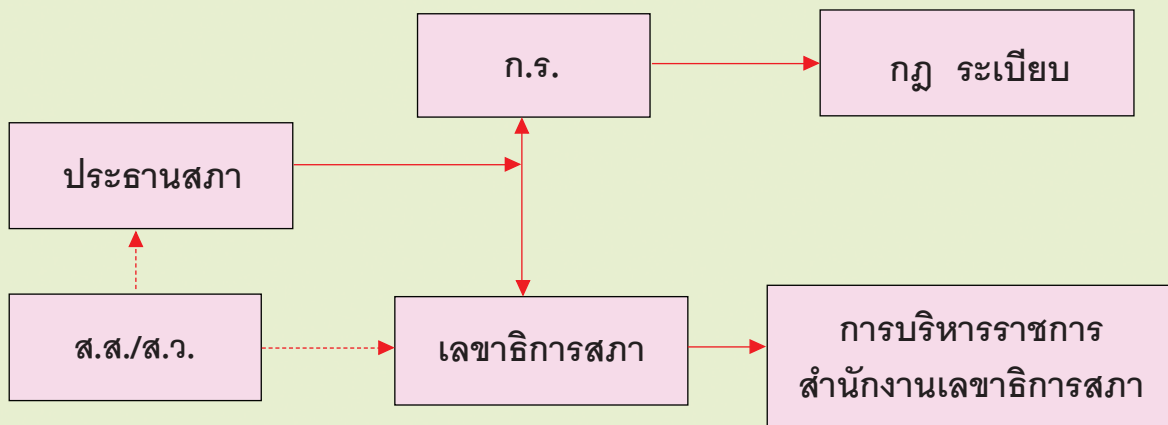 ก.ร.
กฎ ระเบียบ
ประธานสภา
ส.ส./ส.ว.
เลขาธิการสภา
การบริหารราชการ
สำนักงานเลขาธิการสภา